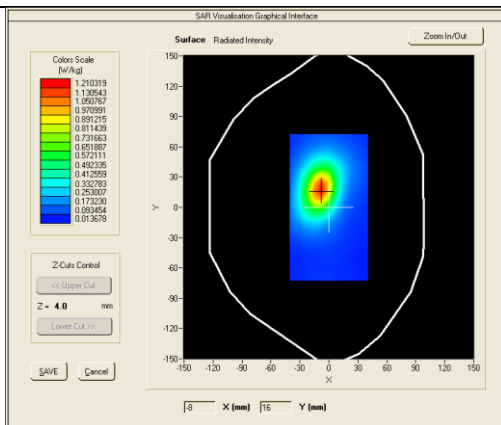 SAR Visualisation Graphical Interface
Surface Radiated Intensity
Zoom In/Out
Colors Scale
(W/kg)
1.210319
1.130543
1.050767
0.970991
0.891215
0.811439
0.731663
0.651887
0.572111
0.492335
0.412559
0.332783
0.253007
0.173230
0.093454
0.013678
Z-Cuts Control
<< Upper Cut
Z = 4.0 mm
Lower Cut >>
SAVE Cancel
150
120
90
60
30
0
-30
-60
-90
-120
-150
Y
-150 -120 -90 -60 -30 0 30 60 90 120 150
X
-8 X (mm) 16 Y (mm)